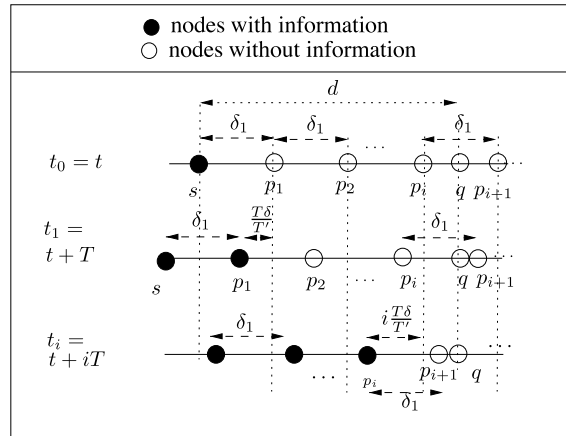 nodes with information
nodes without information
d
δ₁ δ₁ ... δ₁
t₀ = t
s p₁ p₂ pᵢ q pᵢ₊₁ ...
δ₁ Tδ/T′ δ₁
t₁ =
t + T
s p₁ p₂ ... pᵢ q pᵢ₊₁ ...
δ₁ i Tδ/T′ ...
tᵢ =
t + iT
... pᵢ pᵢ₊₁ q
δ₁